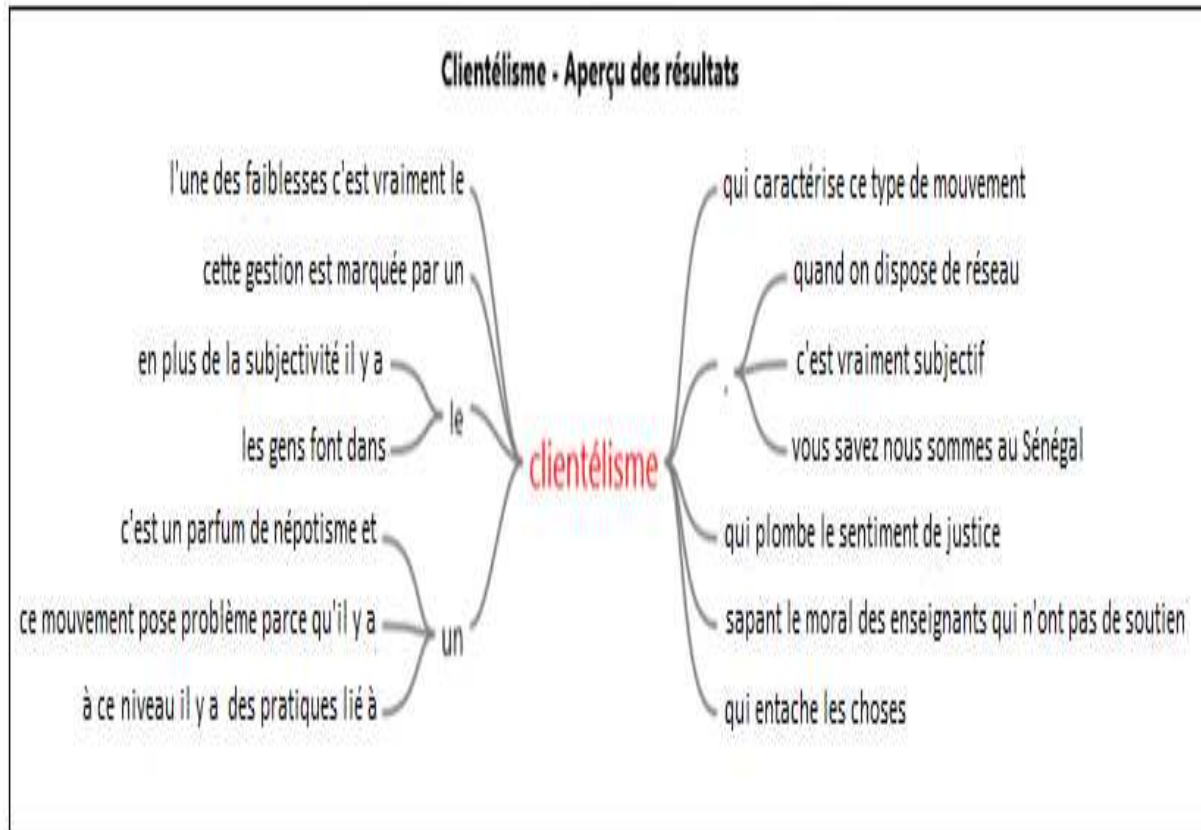 Clientélisme - Aperçu des résultats
l'une des faiblesses c'est vraiment le
cette gestion est marquée par un
en plus de la subjectivité il y a
les gens font dans
le
c'est un parfum de népotisme et
ce mouvement pose problème parce qu'il y a
à ce niveau il y a des pratiques lié à
un
clientélisme
qui caractérise ce type de mouvement
,
quand on dispose de réseau
c'est vraiment subjectif
vous savez nous sommes au Sénégal
qui plombe le sentiment de justice
sapant le moral des enseignants qui n'ont pas de soutien
qui entache les choses